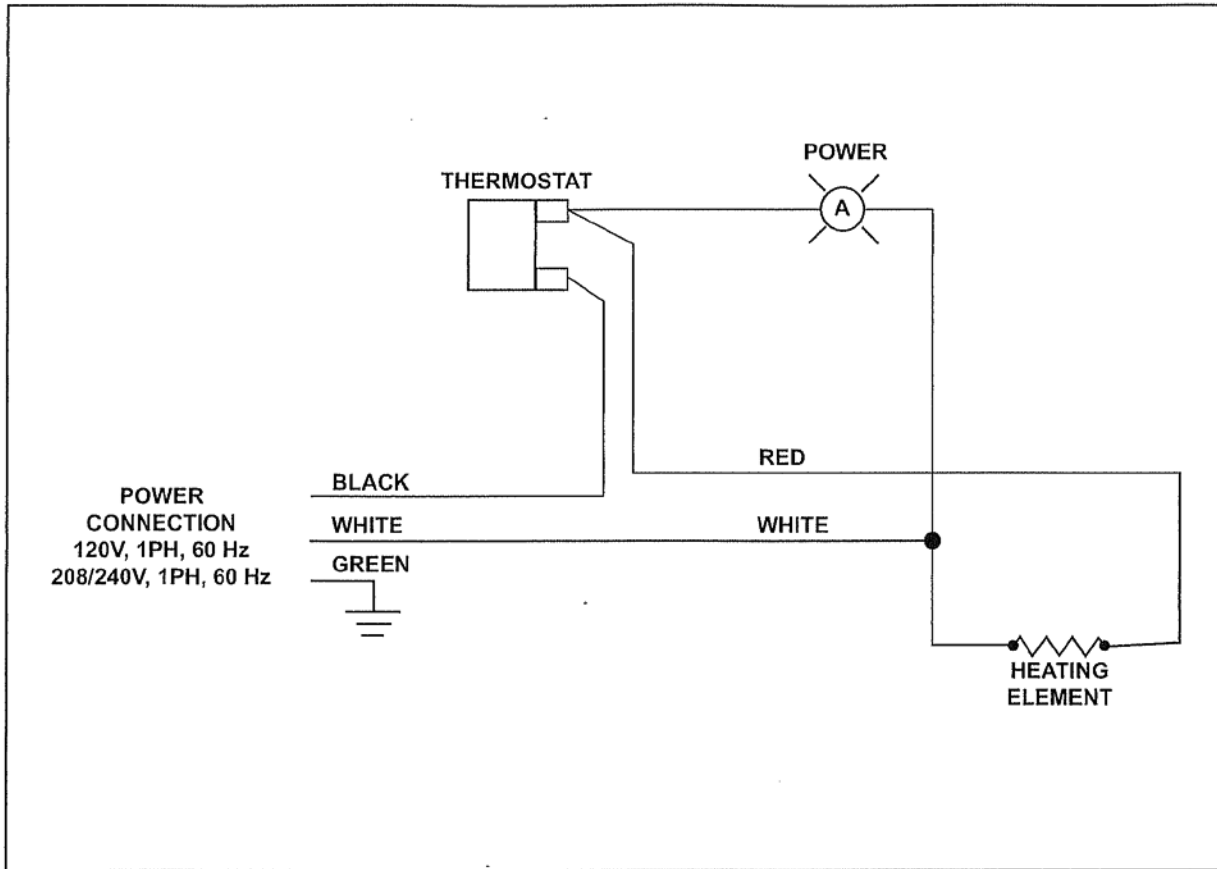 POWER
THERMOSTAT
A
RED
BLACK
POWER
CONNECTION
120V, 1PH, 60 Hz
208/240V, 1PH, 60 Hz
WHITE
WHITE
GREEN
HEATING
ELEMENT